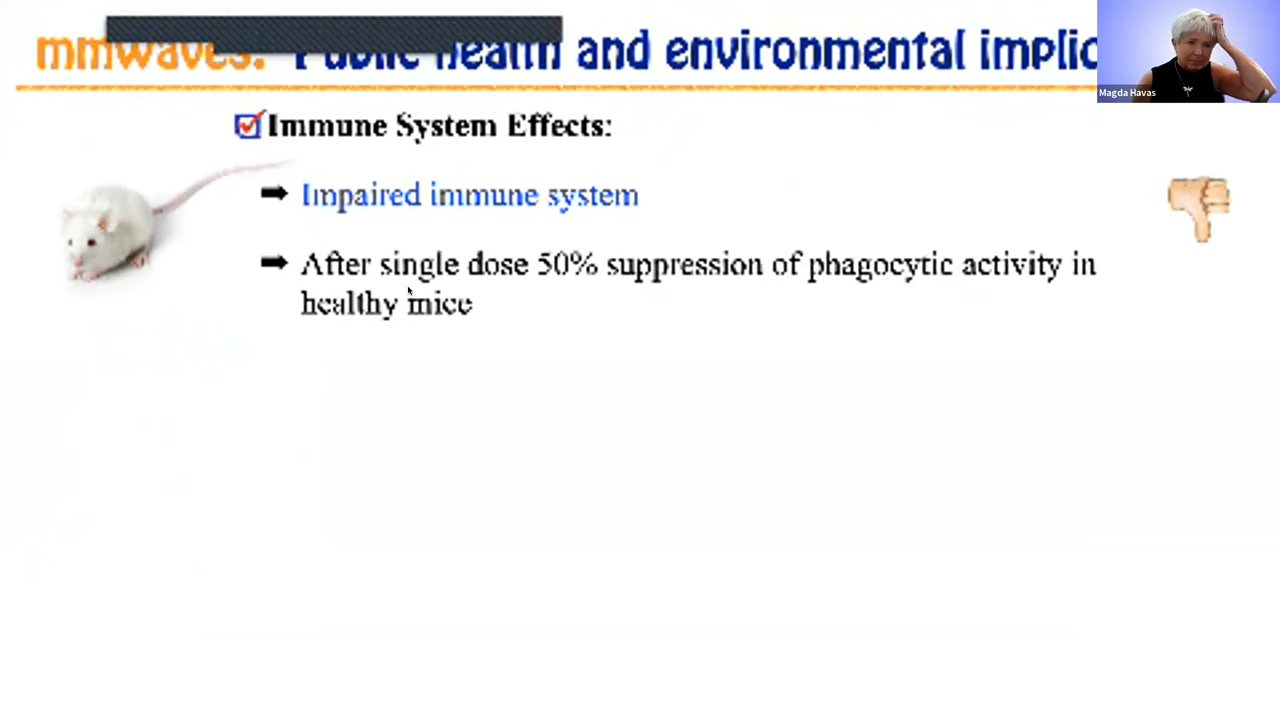 mmwaves: Public health and environmental implic
Magda Havas
Immune System Effects:
Impaired immune system
After single dose 50% suppression of phagocytic activity in
healthy mice